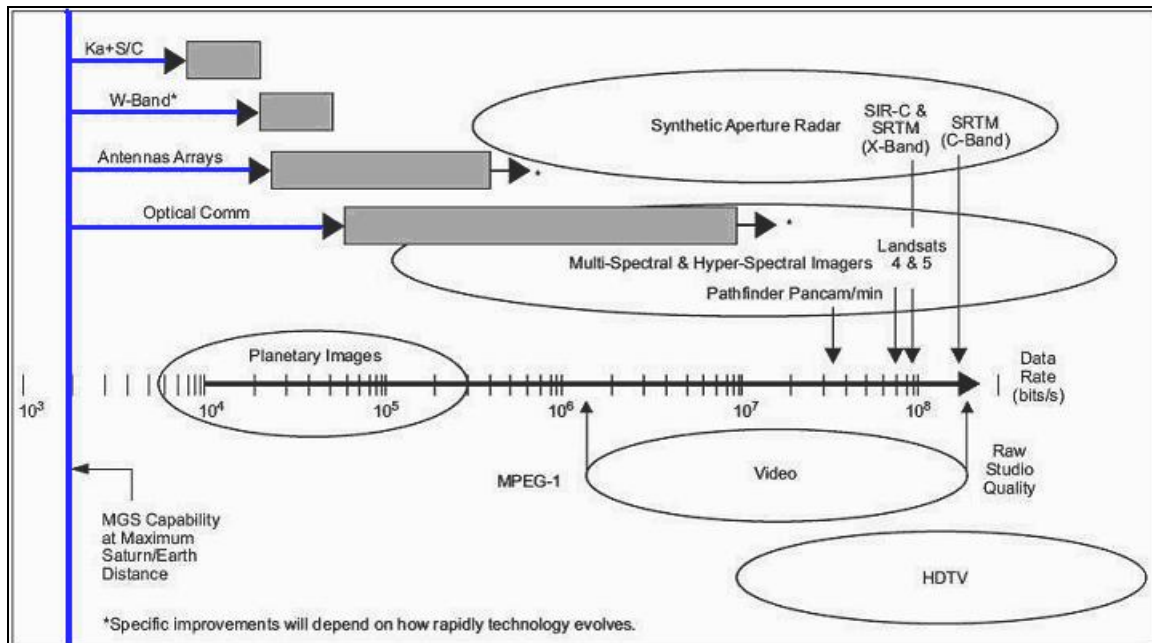 Ka+S/C
W-Band*
Antennas Arrays
*
Optical Comm
*
Synthetic Aperture Radar
SIR-C &
SRTM
(X-Band)
SRTM
(C-Band)
Multi-Spectral & Hyper-Spectral Imagers
Landsats
4 & 5
Pathfinder Pancam/min
Planetary Images
Data
Rate
(bits/s)
10³
10⁴
10⁵
10⁶
10⁷
10⁸
MPEG-1
Video
Raw
Studio
Quality
MGS Capability
at Maximum
Saturn/Earth
Distance
HDTV
*Specific improvements will depend on how rapidly technology evolves.